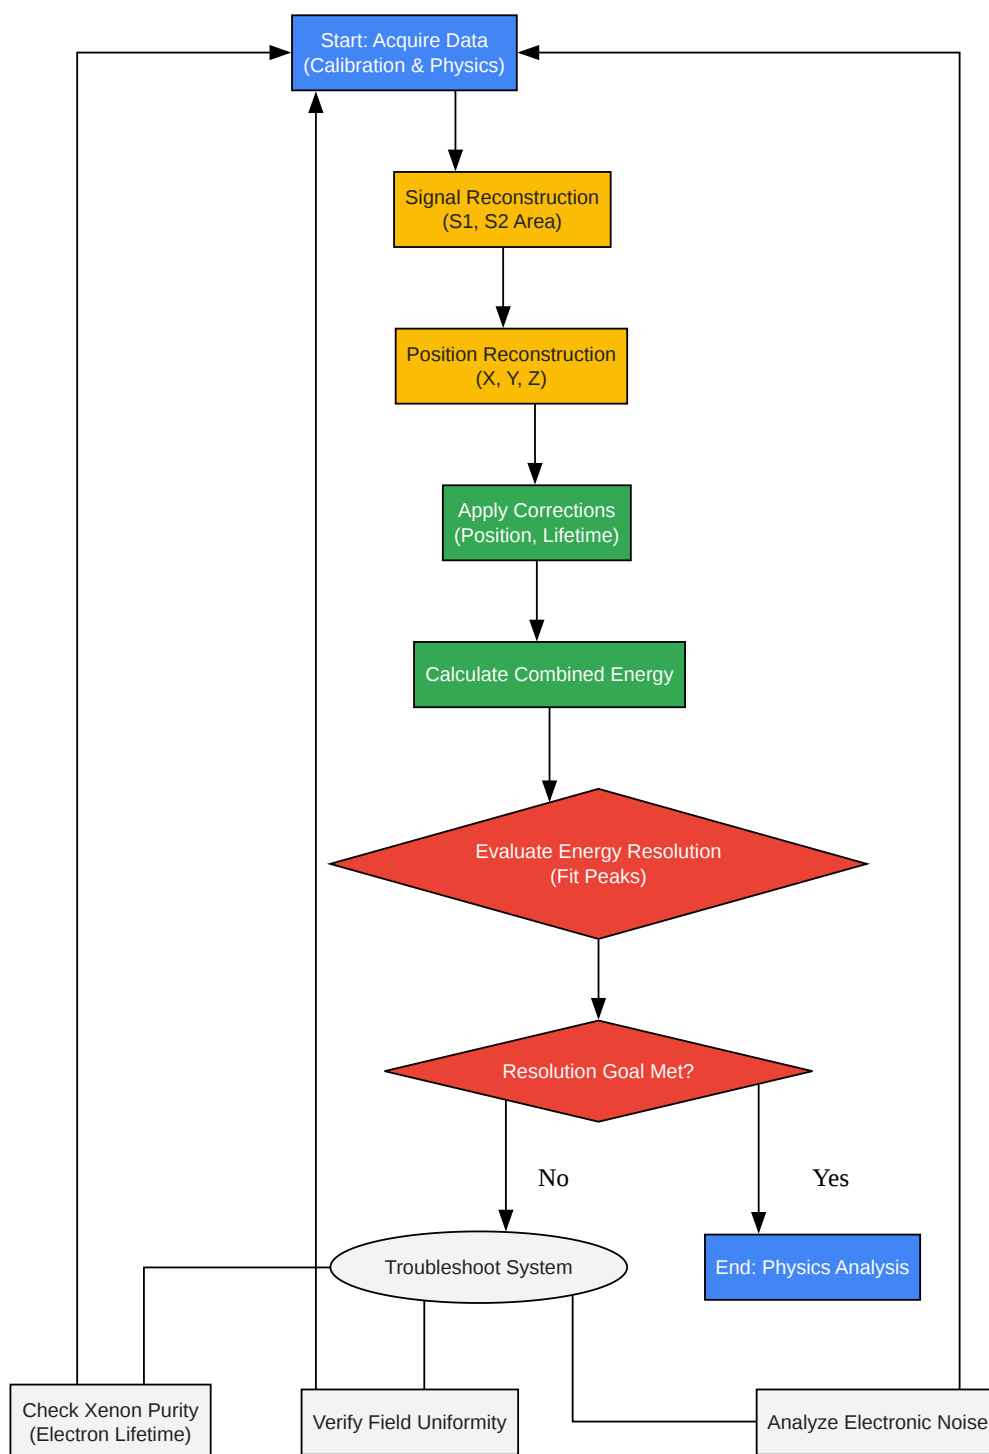 Start: Acquire Data
(Calibration & Physics)
Signal Reconstruction
(S1, S2 Area)
Position Reconstruction
(X, Y, Z)
Apply Corrections
(Position, Lifetime)
Calculate Combined Energy
Evaluate Energy Resolution
(Fit Peaks)
Resolution Goal Met?
No
Yes
Troubleshoot System
End: Physics Analysis
Check Xenon Purity
(Electron Lifetime)
Verify Field Uniformity
Analyze Electronic Noise